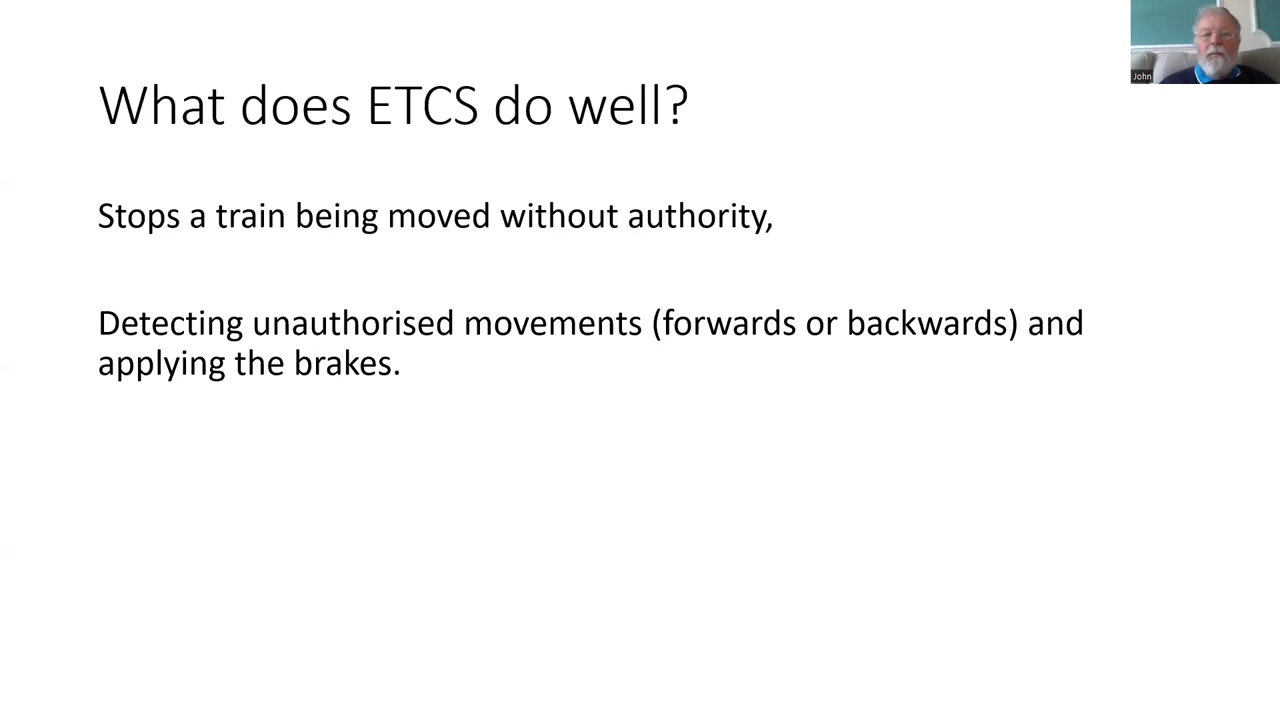 John
What does ETCS do well?
Stops a train being moved without authority,
Detecting unauthorised movements (forwards or backwards) and
applying the brakes.